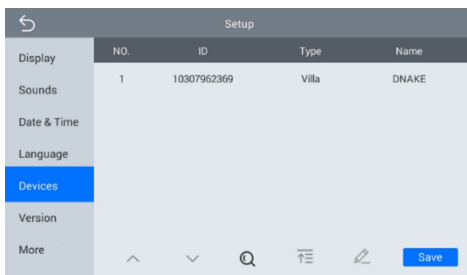 Setup
Display
Sounds
Date & Time
Language
Devices
Version
More
NO. ID Type Name
1 10307962369 Villa DNAKE
Save